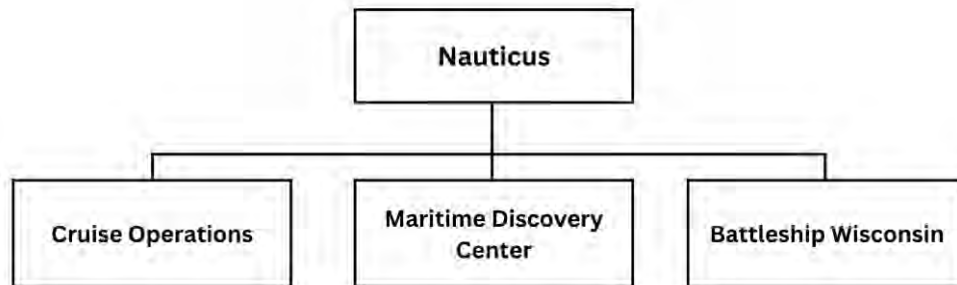 Nauticus
Cruise Operations
Maritime Discovery
Center
Battleship Wisconsin